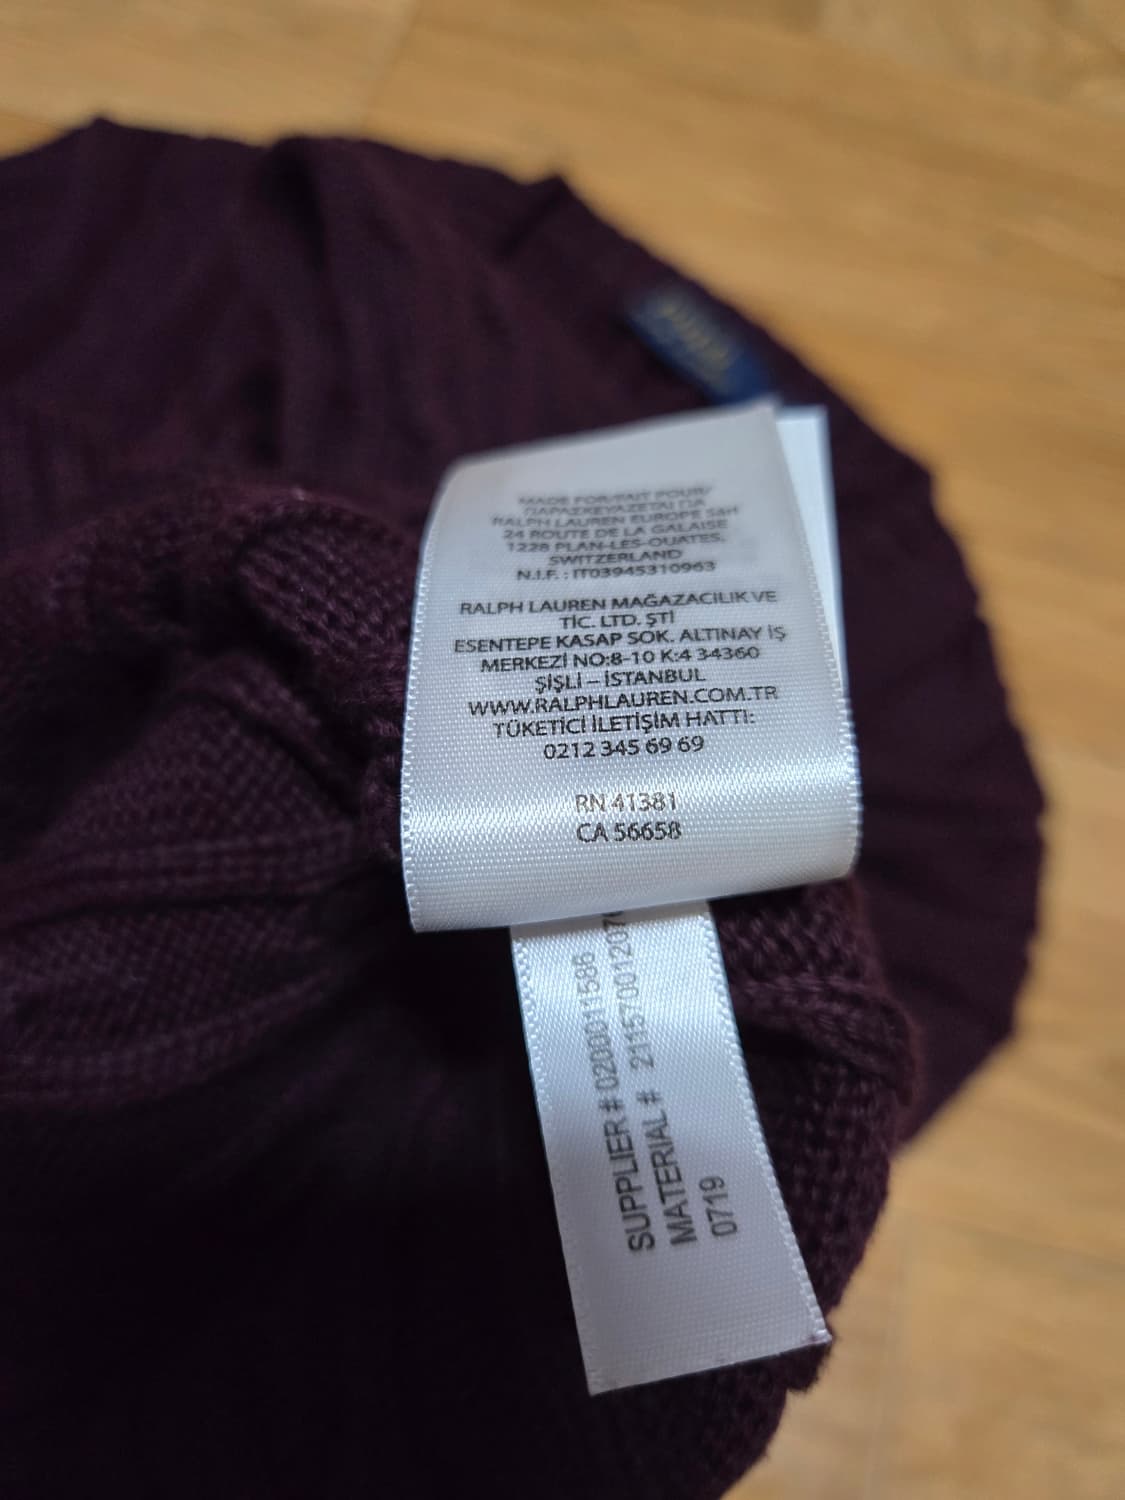 MADE FOR/FAIT POUR/
ΠΑΡΑΣΚΕΥΑΖΕΤΑΙ ΓΙΑ
RALPH LAUREN EUROPE Sàrl
24 ROUTE DE LA GALAISE
1228 PLAN-LES-OUATES,
SWITZERLAND
N.I.F. : IT03945310963
RALPH LAUREN MAĞAZACILIK VE
TİC. LTD. ŞTİ
ESENTEPE KASAP SOK. ALTINAY İŞ
MERKEZİ NO:8-10 K:4 34360
ŞİŞLİ – İSTANBUL
WWW.RALPHLAUREN.COM.TR
TÜKETİCİ İLETİŞİM HATTI:
0212 345 69 69
RN 41381
CA 56658
SUPPLIER # 0200011586
MATERIAL #
0719